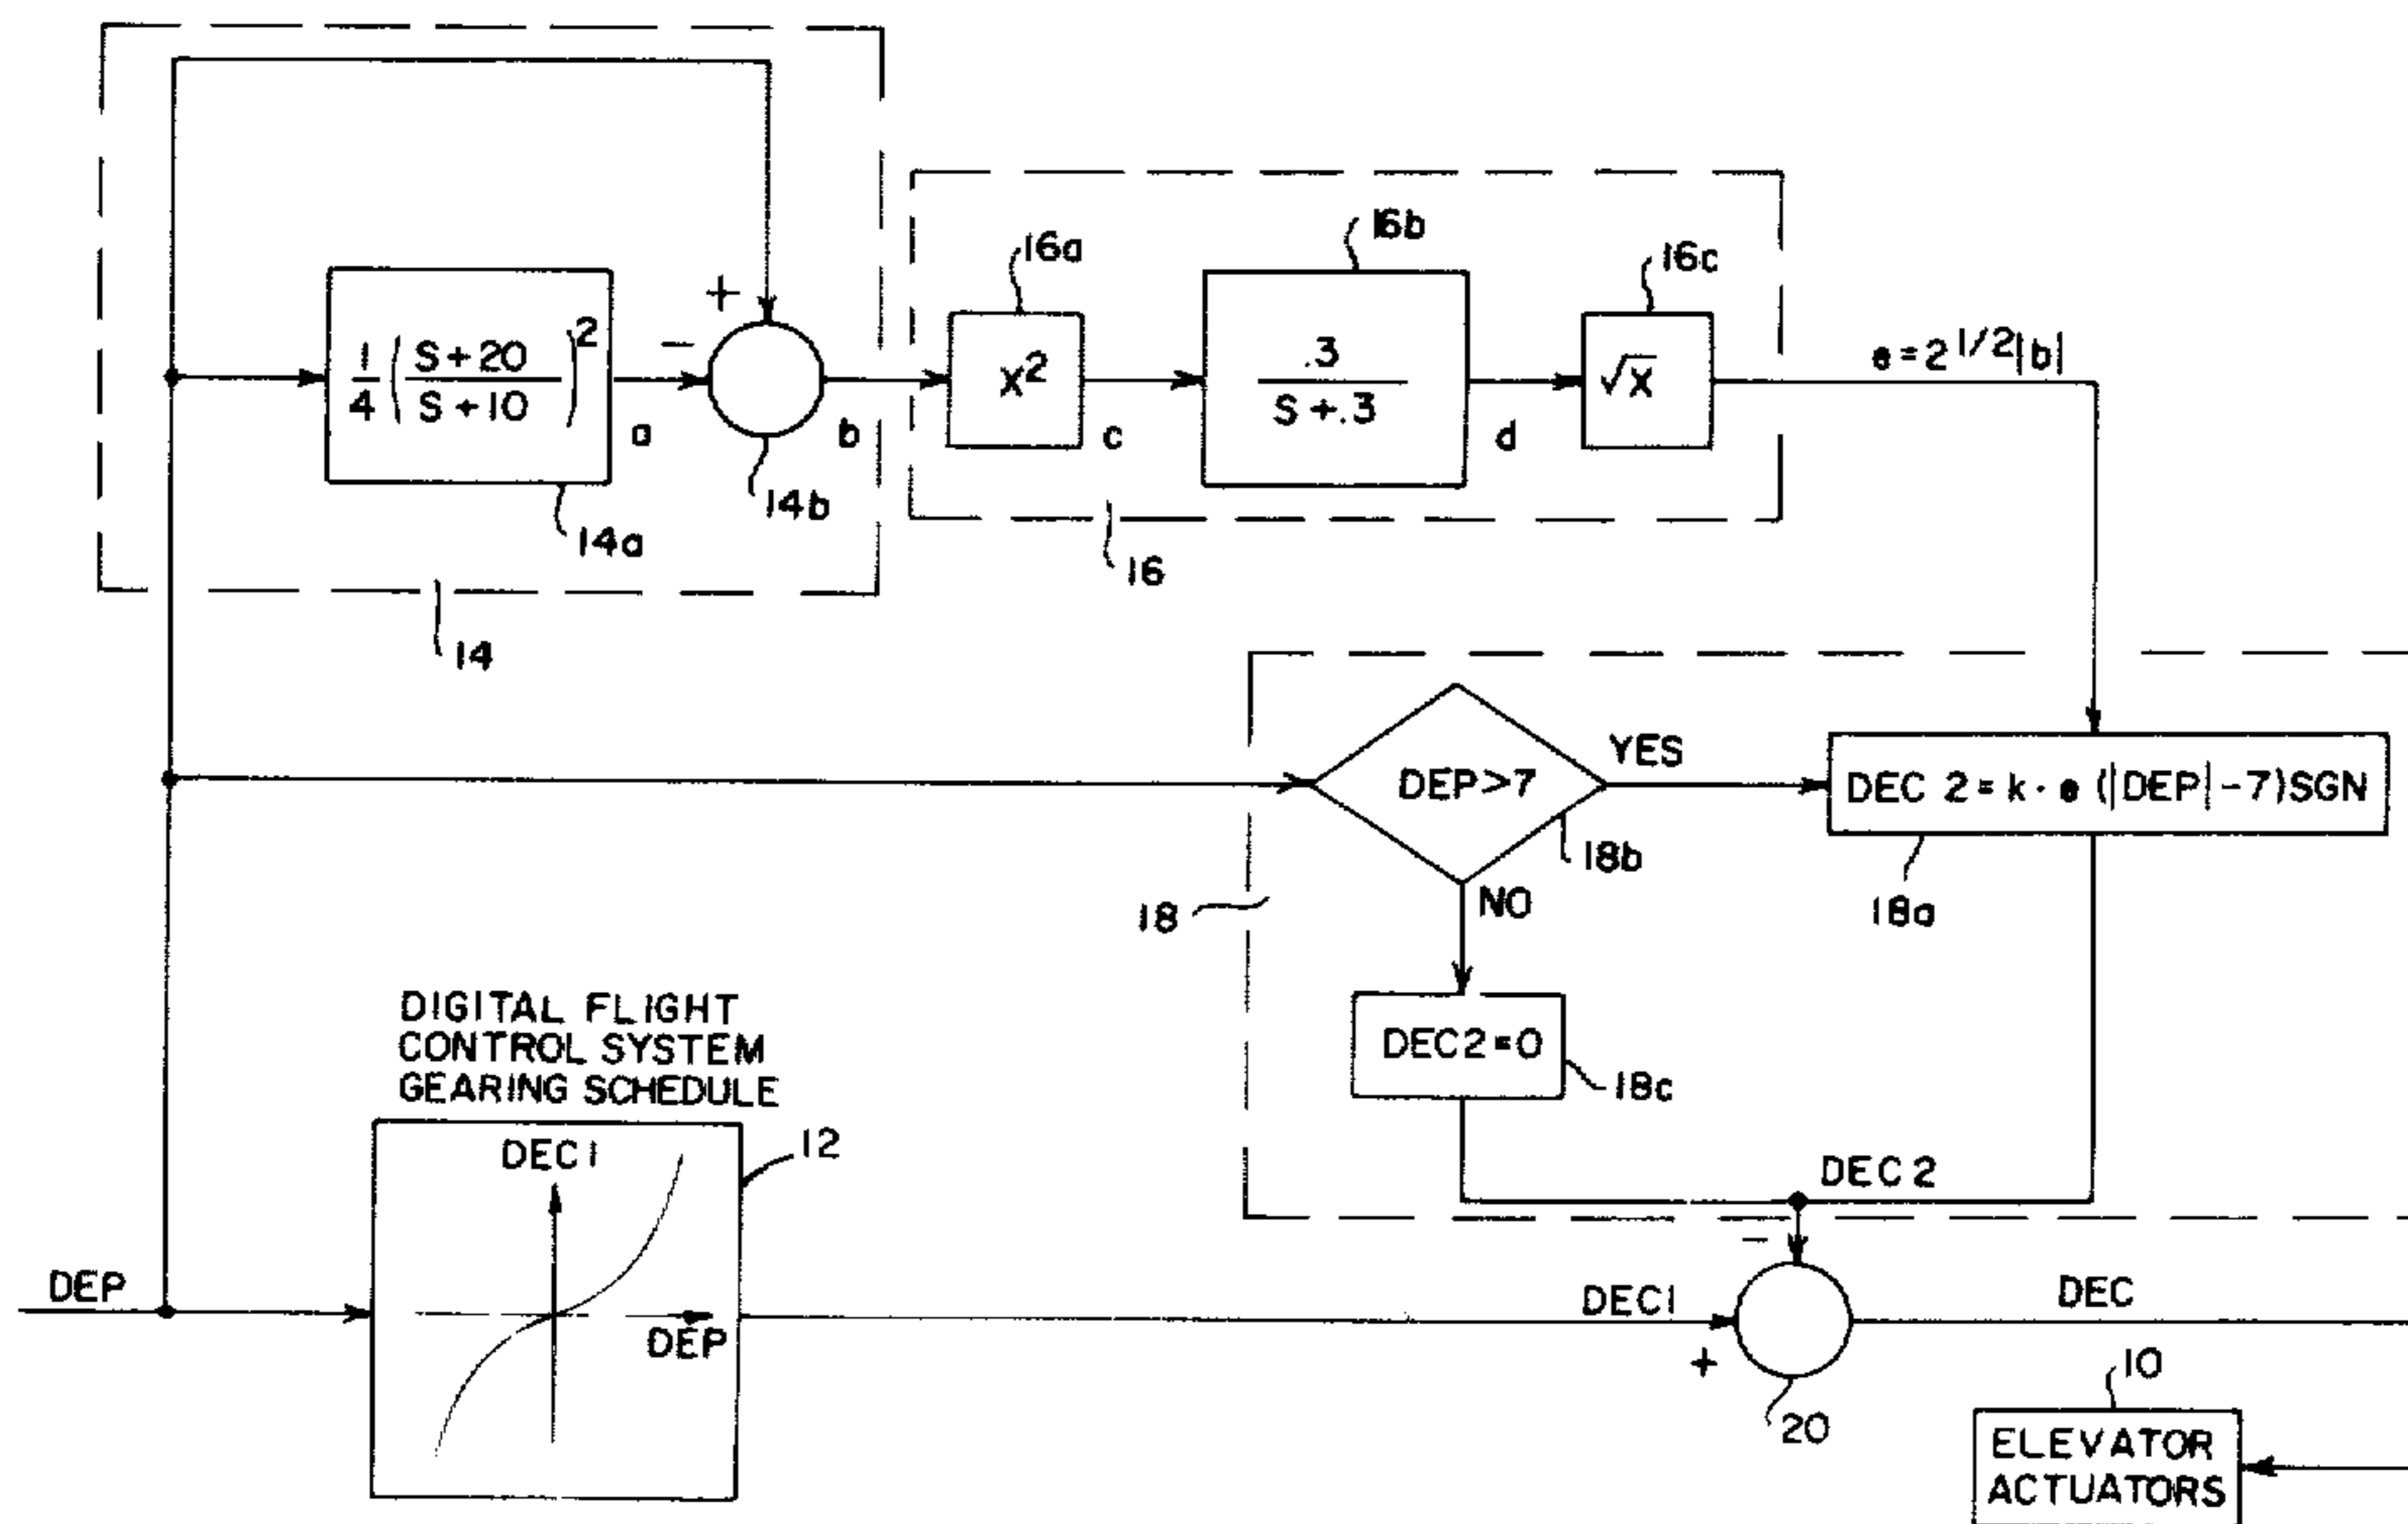 16a
16b
16c
+
−
1/4 (S+20 / S+10)²
a
b
X²
c
.3 / S+.3
d
√X
e=2^1/2|b|
14a
14b
16
14
DEP>7
YES
DEC 2=k·e (|DEP|-7)SGN
18b
18
NO
18a
DEC2=0
18c
DIGITAL FLIGHT
CONTROL SYSTEM
GEARING SCHEDULE
DEC1
12
DEP
DEP
DEC 2
−
DEC1
+
DEC
20
10
ELEVATOR
ACTUATORS